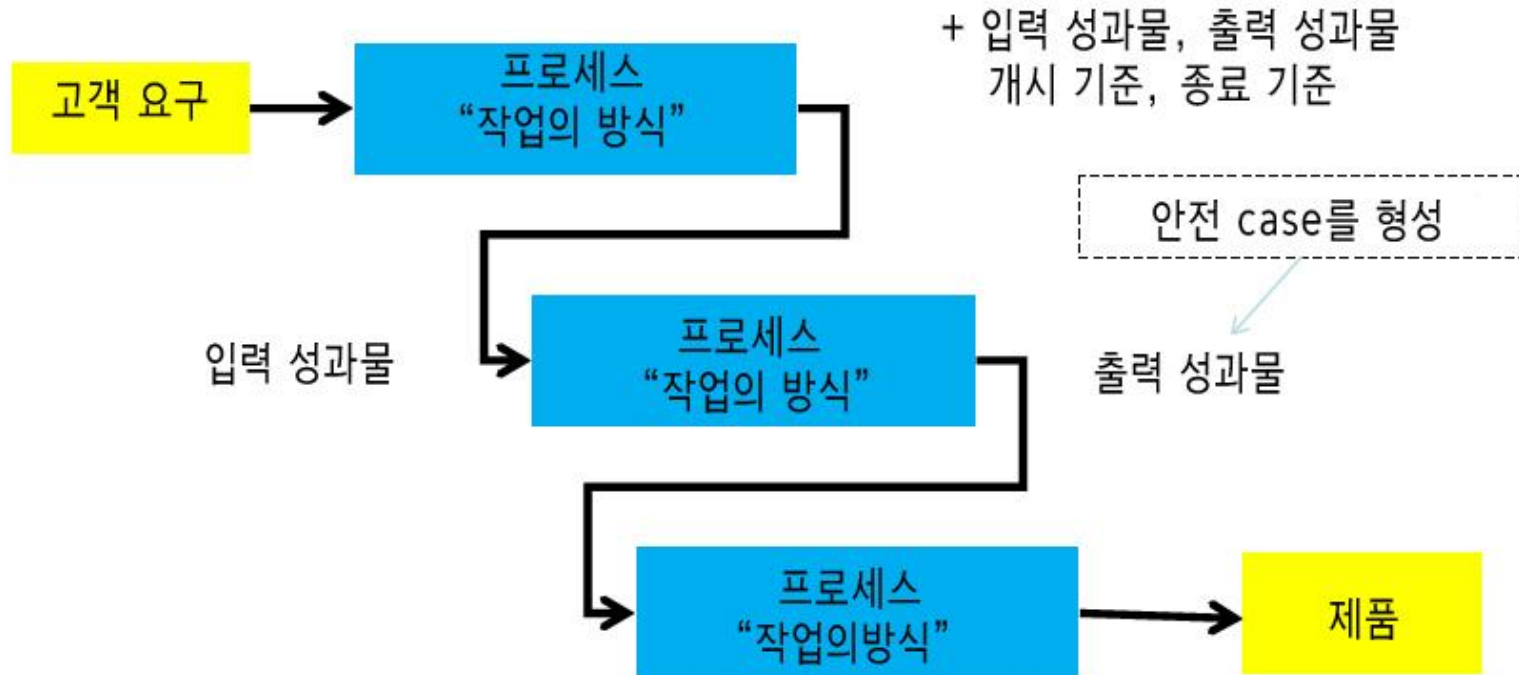 + 입력 성과물, 출력 성과물
개시 기준, 종료 기준
고객 요구
프로세스
“작업의 방식”
안전 case를 형성
입력 성과물
프로세스
“작업의 방식”
출력 성과물
프로세스
“작업의방식”
제품